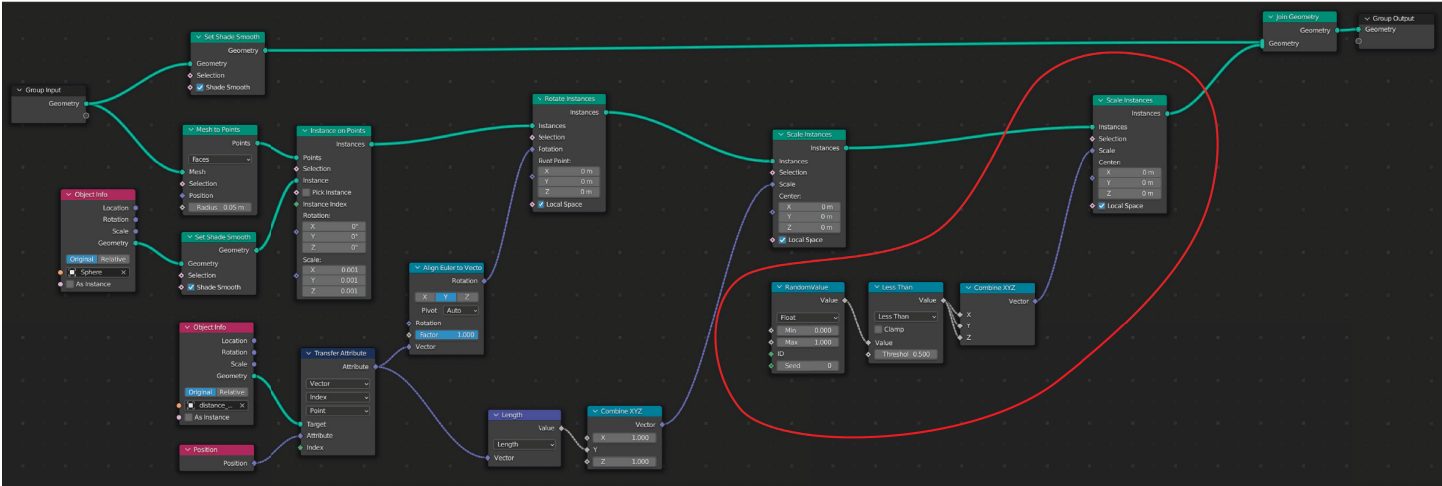 Join Geometry
Geometry
Geometry
Group Output
Geometry
Set Shade Smooth
Geometry
Geometry
Selection
Shade Smooth
Group Input
Geometry
Mesh to Points
Points
Faces
Mesh
Selection
Position
Radius 0.05 m
Instance on Points
Instances
Points
Selection
Instance
Pick Instance
Instance Index
Rotation:
X 0°
Y 0°
Z 0°
Scale:
X 0.001
Y 0.001
Z 0.001
Rotate Instances
Instances
Instances
Selection
Rotation
Pivot Point:
X 0 m
Y 0 m
Z 0 m
Local Space
Scale Instances
Instances
Instances
Selection
Scale
Center:
X 0 m
Y 0 m
Z 0 m
Local Space
Scale Instances
Instances
Instances
Selection
Scale
Center:
X 0 m
Y 0 m
Z 0 m
Local Space
Object Info
Location
Rotation
Scale
Geometry
Original Relative
Sphere
As Instance
Set Shade Smooth
Geometry
Geometry
Selection
Shade Smooth
Align Euler to Vecto
Rotation
X Y Z
Pivot Auto
Rotation
Factor 1.000
Vector
RandomValue
Value
Float
Min 0.000
Max 1.000
ID
Seed 0
Less Than
Value
Less Than
Clamp
Value
Threshol 0.500
Combine XYZ
Vector
X
Y
Z
Object Info
Location
Rotation
Scale
Geometry
Original Relative
distance_...
As Instance
Transfer Attribute
Attribute
Vector
Index
Point
Target
Attribute
Index
Position
Position
Length
Value
Length
Vector
Combine XYZ
Vector
X 1.000
Y
Z 1.000